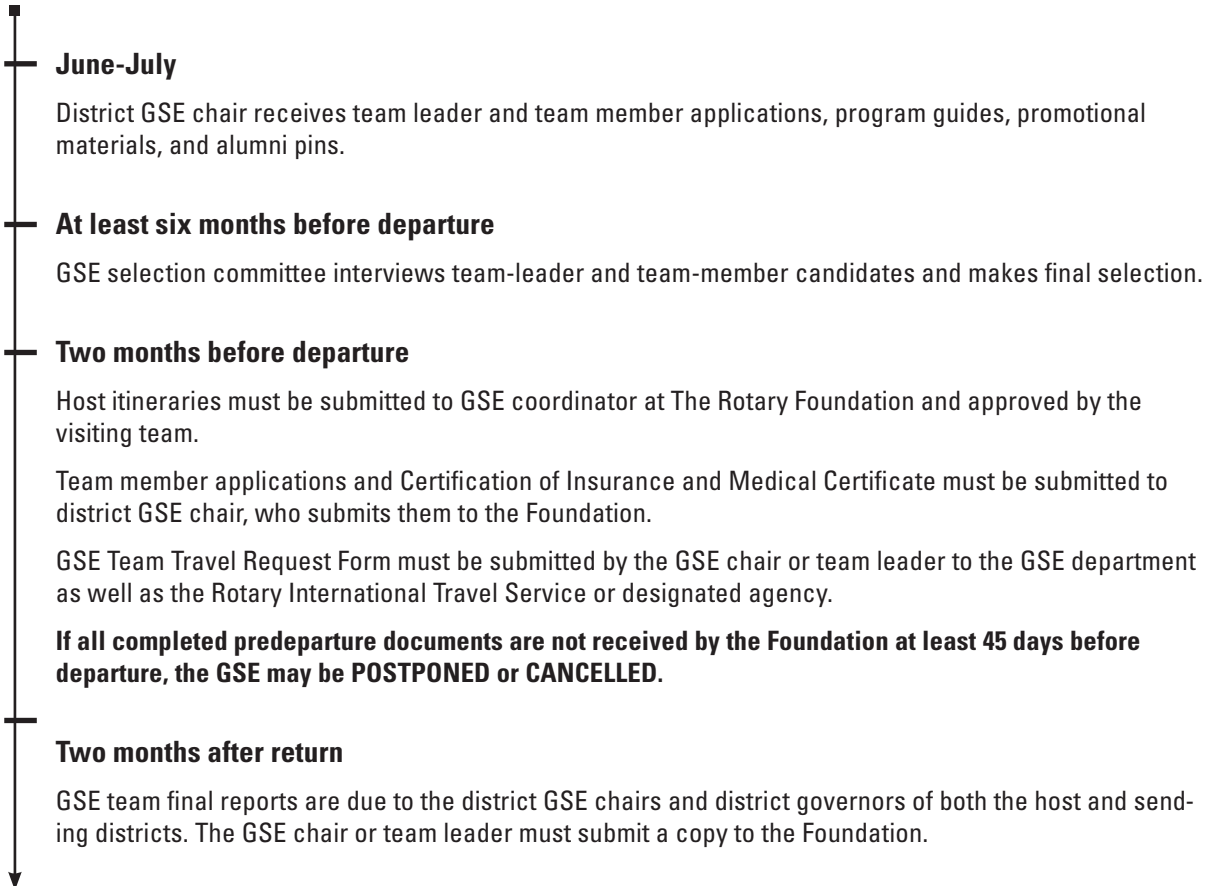 June-July
District GSE chair receives team leader and team member applications, program guides, promotional
materials, and alumni pins.
At least six months before departure
GSE selection committee interviews team-leader and team-member candidates and makes final selection.
Two months before departure
Host itineraries must be submitted to GSE coordinator at The Rotary Foundation and approved by the
visiting team.
Team member applications and Certification of Insurance and Medical Certificate must be submitted to
district GSE chair, who submits them to the Foundation.
GSE Team Travel Request Form must be submitted by the GSE chair or team leader to the GSE department
as well as the Rotary International Travel Service or designated agency.
If all completed predeparture documents are not received by the Foundation at least 45 days before
departure, the GSE may be POSTPONED or CANCELLED.
Two months after return
GSE team final reports are due to the district GSE chairs and district governors of both the host and send-
ing districts. The GSE chair or team leader must submit a copy to the Foundation.